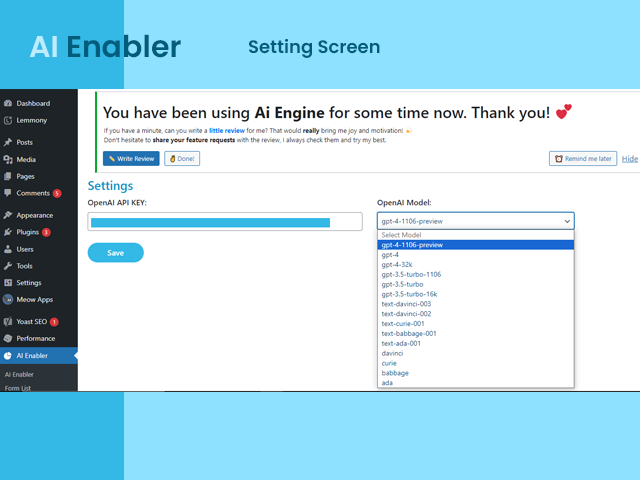 AI Enabler
Setting Screen
Dashboard
Lemmony
Posts
Media
Pages
Comments 5
Appearance
Plugins 3
Users
Tools
Settings
Meow Apps
Yoast SEO 1
Performance
AI Enabler
AI Enabler
Form List
You have been using Ai Engine for some time now. Thank you! 💕
If you have a minute, can you write a little review for me? That would really bring me joy and motivation!
Don't hesitate to share your feature requests with the review, I always check them and try my best.
Write Review
Done!
Remind me later
Hide
Settings
OpenAI API KEY:
Save
OpenAI Model:
gpt-4-1106-preview
Select Model
gpt-4-1106-preview
gpt-4
gpt-4-32k
gpt-3.5-turbo-1106
gpt-3.5-turbo
gpt-3.5-turbo-16k
text-davinci-003
text-davinci-002
text-curie-001
text-babbage-001
text-ada-001
davinci
curie
babbage
ada